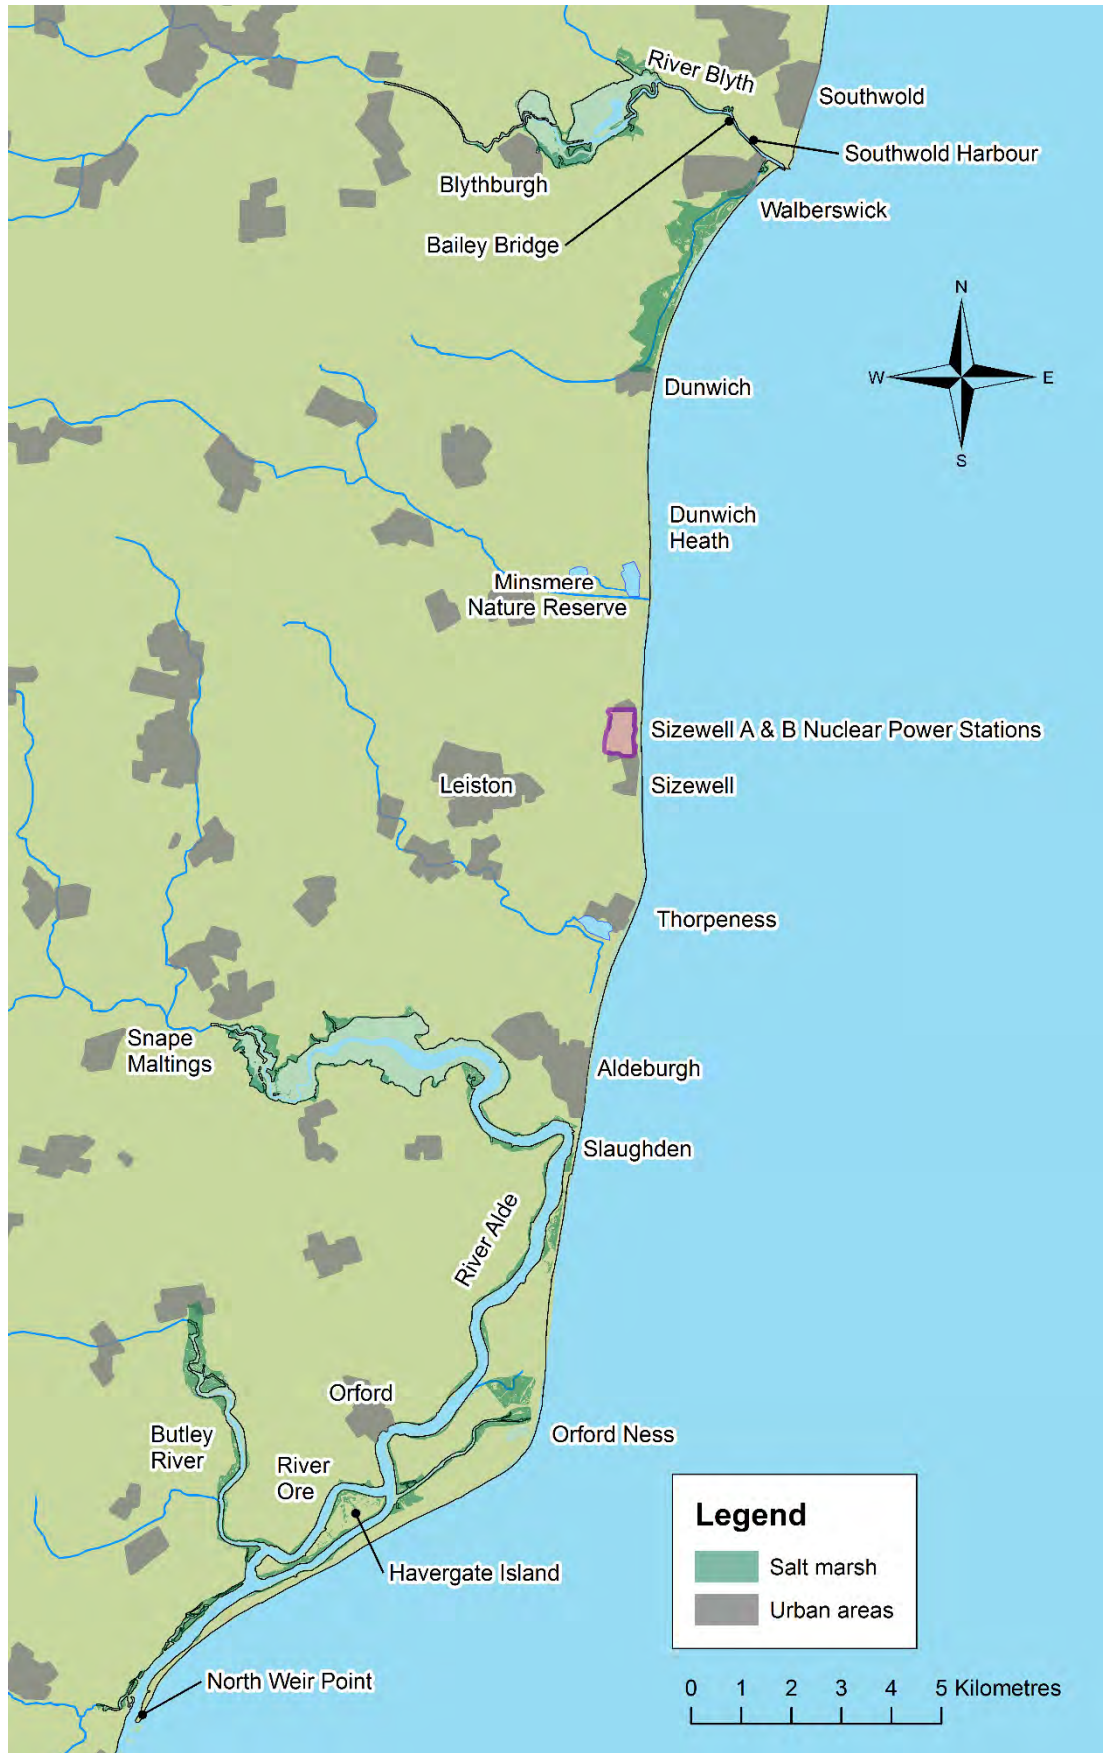 River Blyth
Southwold
Southwold Harbour
Blythburgh
Walberswick
Bailey Bridge
N
W
E
S
Dunwich
Dunwich
Heath
Minsmere
Nature Reserve
Sizewell A & B Nuclear Power Stations
Leiston
Sizewell
Thorpeness
Snape
Maltings
Aldeburgh
Slaughden
River Alde
Orford
Butley
River
River
Ore
Orford Ness
Havergate Island
North Weir Point
Legend
Salt marsh
Urban areas
0 1 2 3 4 5 Kilometres